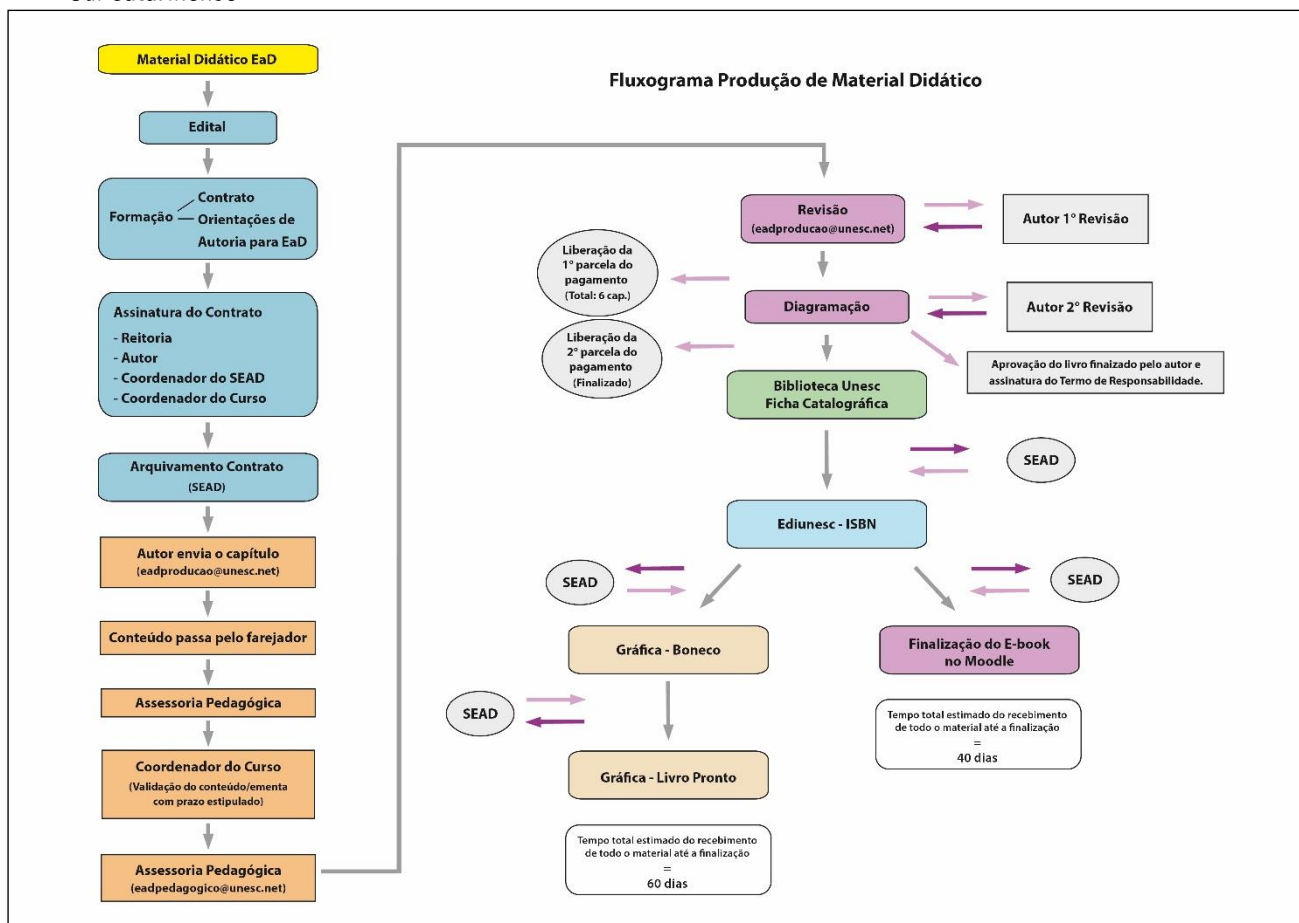 Material Didático EaD
Edital
Contrato
Formação
Orientações de
Autoria para EaD
Assinatura do Contrato
- Reitoria
- Autor
- Coordenador do SEAD
- Coordenador do Curso
Arquivamento Contrato
(SEAD)
Autor envia o capítulo
(eadproducao@unesc.net)
Conteúdo passa pelo farejador
Assessoria Pedagógica
Coordenador do Curso
(Validação do conteúdo/ementa
com prazo estipulado)
Assessoria Pedagógica
(eadpedagogico@unesc.net)
Fluxograma Produção de Material Didático
Revisão
(eadproducao@unesc.net)
Autor 1° Revisão
Liberação da
1° parcela do
pagamento
(Total: 6 cap.)
Diagramação
Autor 2° Revisão
Liberação da
2° parcela do
pagamento
(Finalizado)
Aprovação do livro finaizado pelo autor e
assinatura do Termo de Responsabilidade.
Biblioteca Unesc
Ficha Catalográfica
SEAD
Ediunesc - ISBN
SEAD
SEAD
Gráfica - Boneco
Finalização do E-book
no Moodle
SEAD
Tempo total estimado do recebimento
de todo o material até a finalização
=
40 dias
Gráfica - Livro Pronto
Tempo total estimado do recebimento
de todo o material até a finalização
=
60 dias